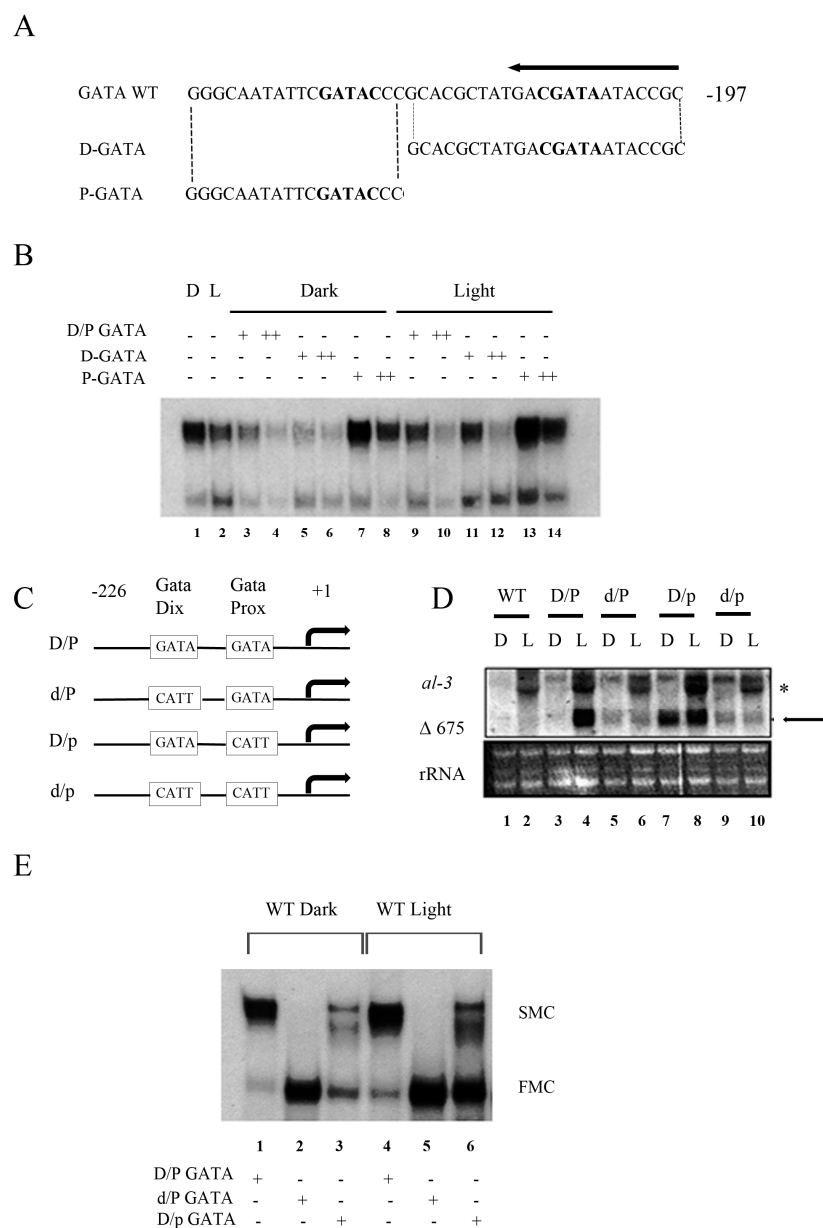 A
GATA WT GGGCAATATTCGATACCCGCACGCTATGACGATAATACCGC -197
D-GATA GCACGCTATGACGATAATACCGC
P-GATA GGGCAATATTCGATACCC
B
D L Dark Light
D/P GATA - - + ++ - - - - + ++ - - - -
D-GATA - - - - + ++ - - - - + ++ - -
P-GATA - - - - - - + ++ - - - - + ++
1 2 3 4 5 6 7 8 9 10 11 12 13 14
C
-226 Gata Dix Gata Prox +1
D/P GATA GATA
d/P CATT GATA
D/p GATA CATT
d/p CATT CATT
D
WT D/P d/P D/p d/p
D L D L D L D L D L
al-3 *
Δ 675
rRNA
1 2 3 4 5 6 7 8 9 10
E
WT Dark WT Light
SMC
FMC
1 2 3 4 5 6
D/P GATA + - - + - -
d/P GATA - + - - + -
D/p GATA - - + - - +